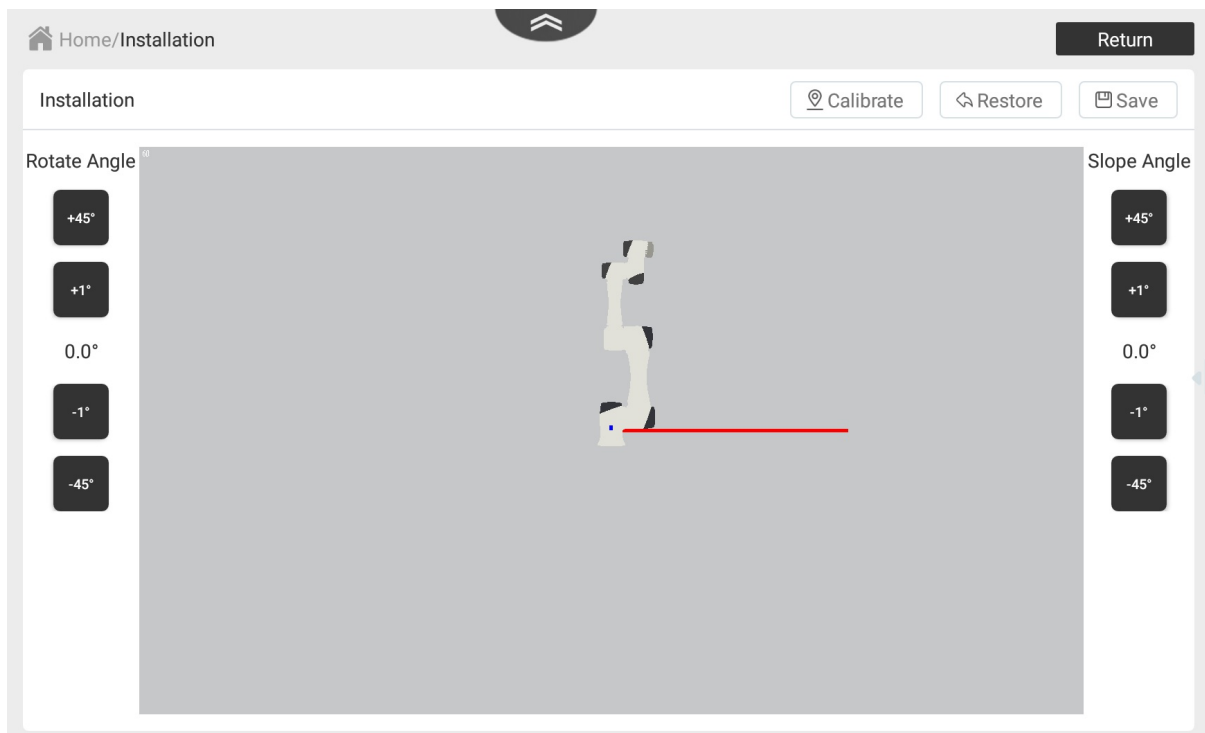 Home/Installation
Return
Installation
Calibrate
Restore
Save
Rotate Angle
+45°
+1°
0.0°
-1°
-45°
Slope Angle
+45°
+1°
0.0°
-1°
-45°